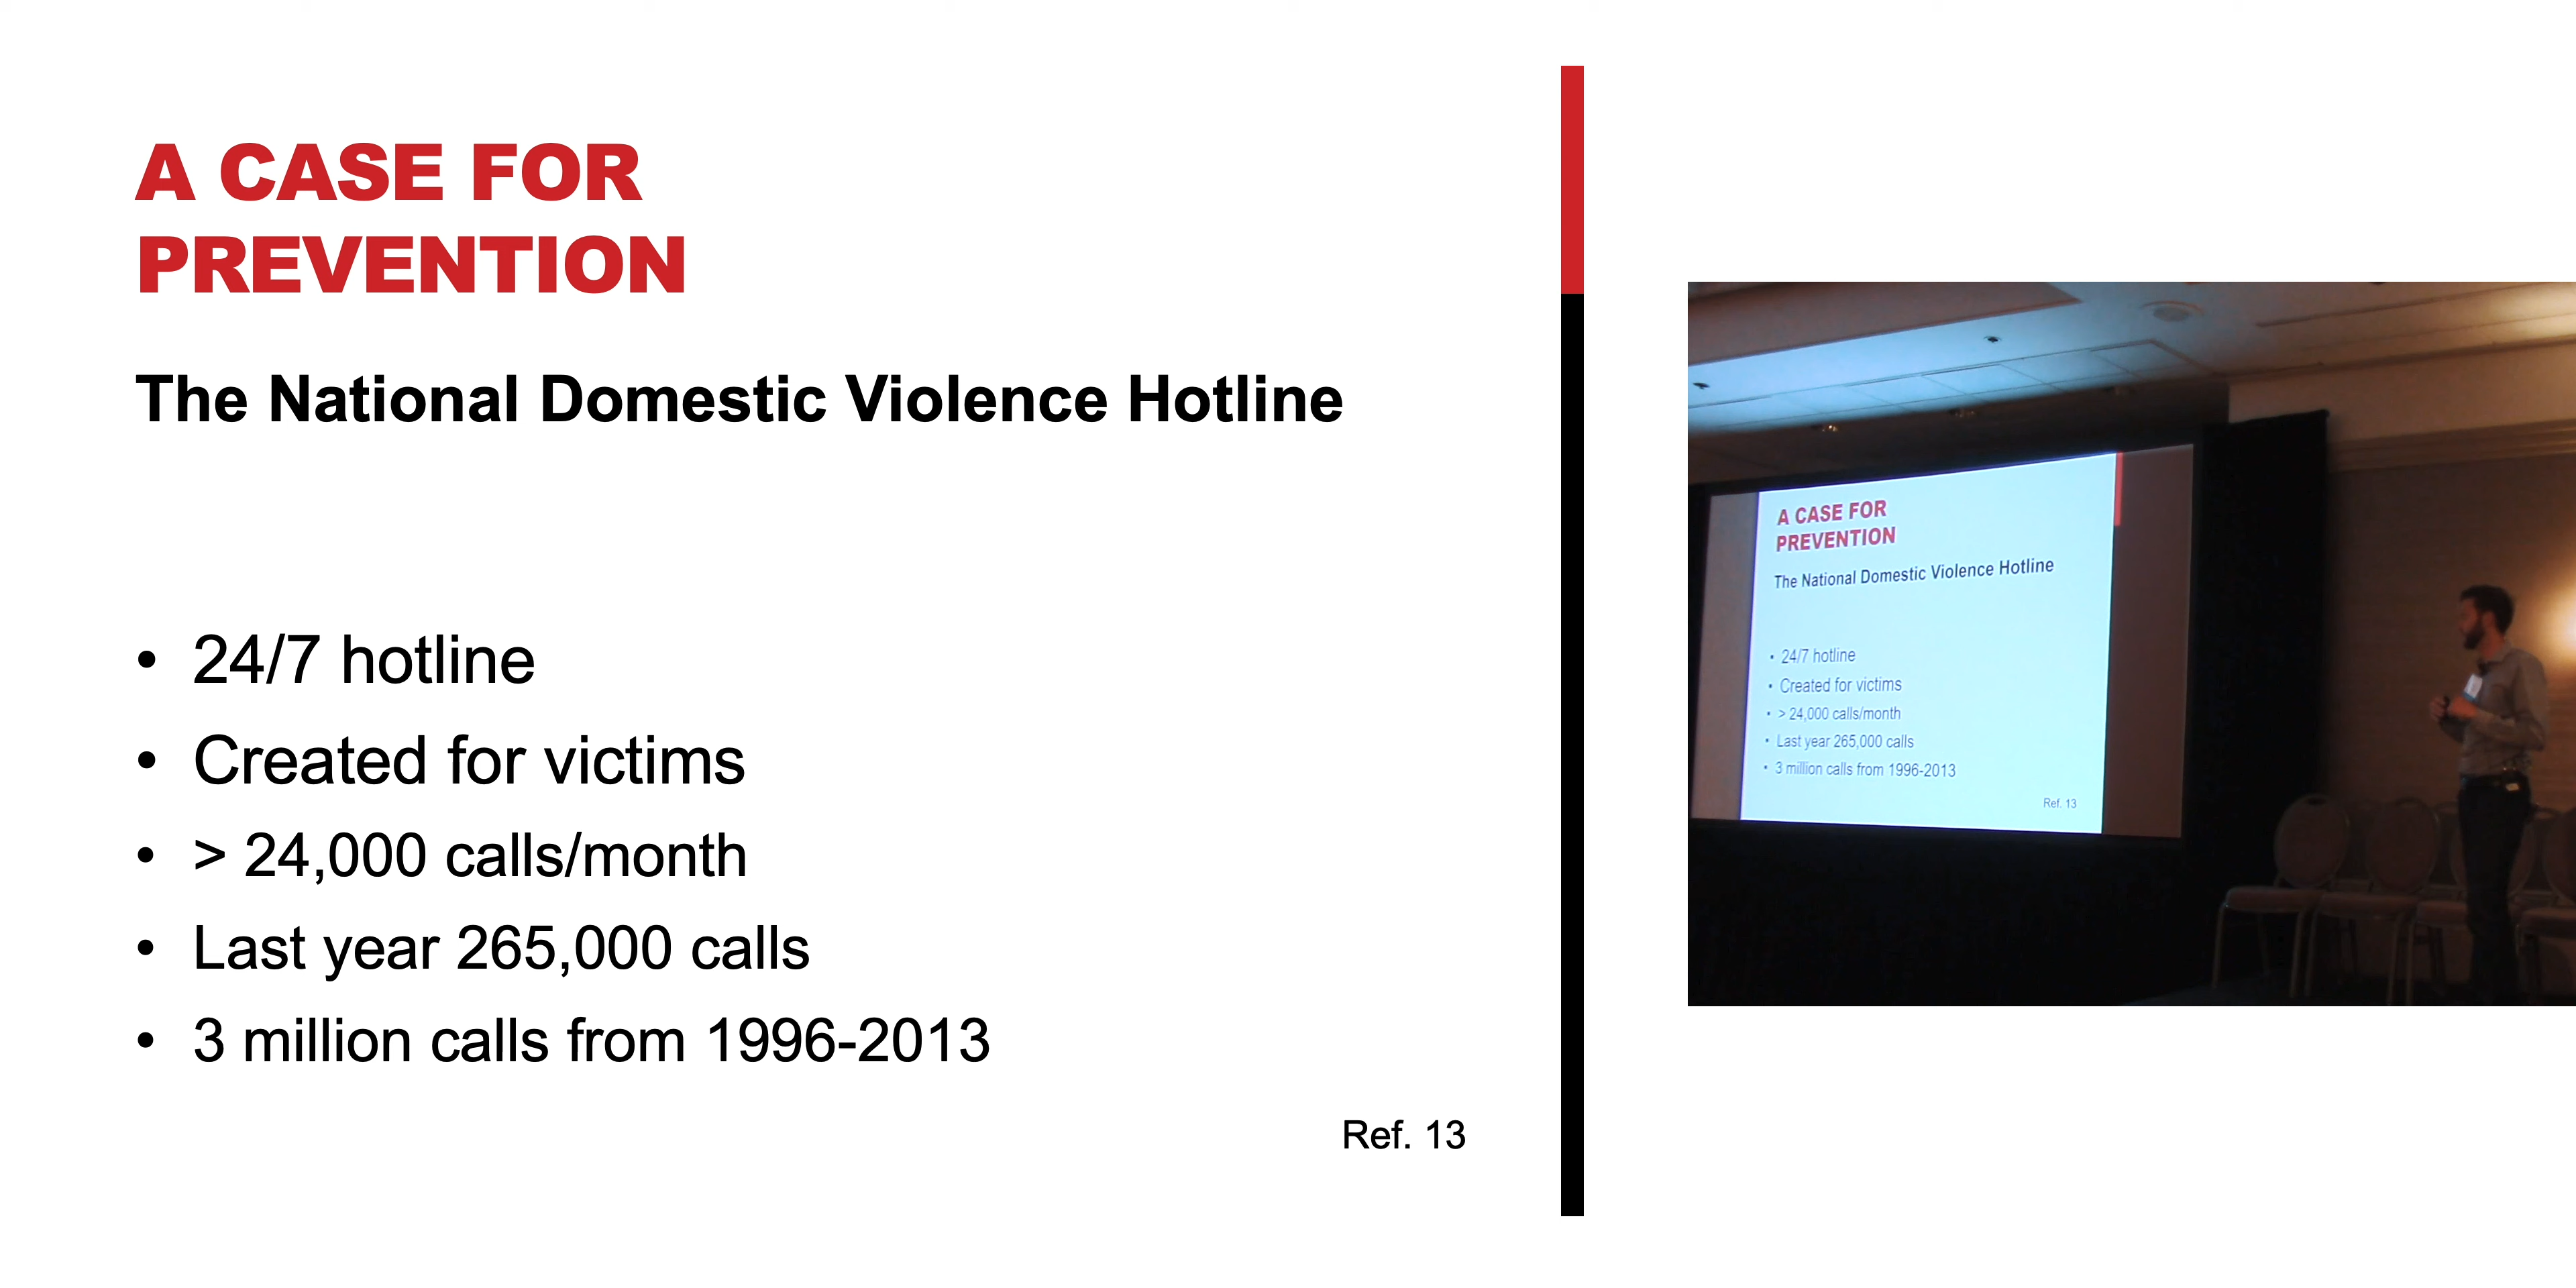 A CASE FOR
PREVENTION
The National Domestic Violence Hotline
• 24/7 hotline
• Created for victims
• > 24,000 calls/month
• Last year 265,000 calls
• 3 million calls from 1996-2013
Ref. 13
A CASE FOR
PREVENTION
The National Domestic Violence Hotline
• 24/7 hotline
• Created for victims
• > 24,000 calls/month
• Last year 265,000 calls
• 3 million calls from 1996-2013
Ref. 13